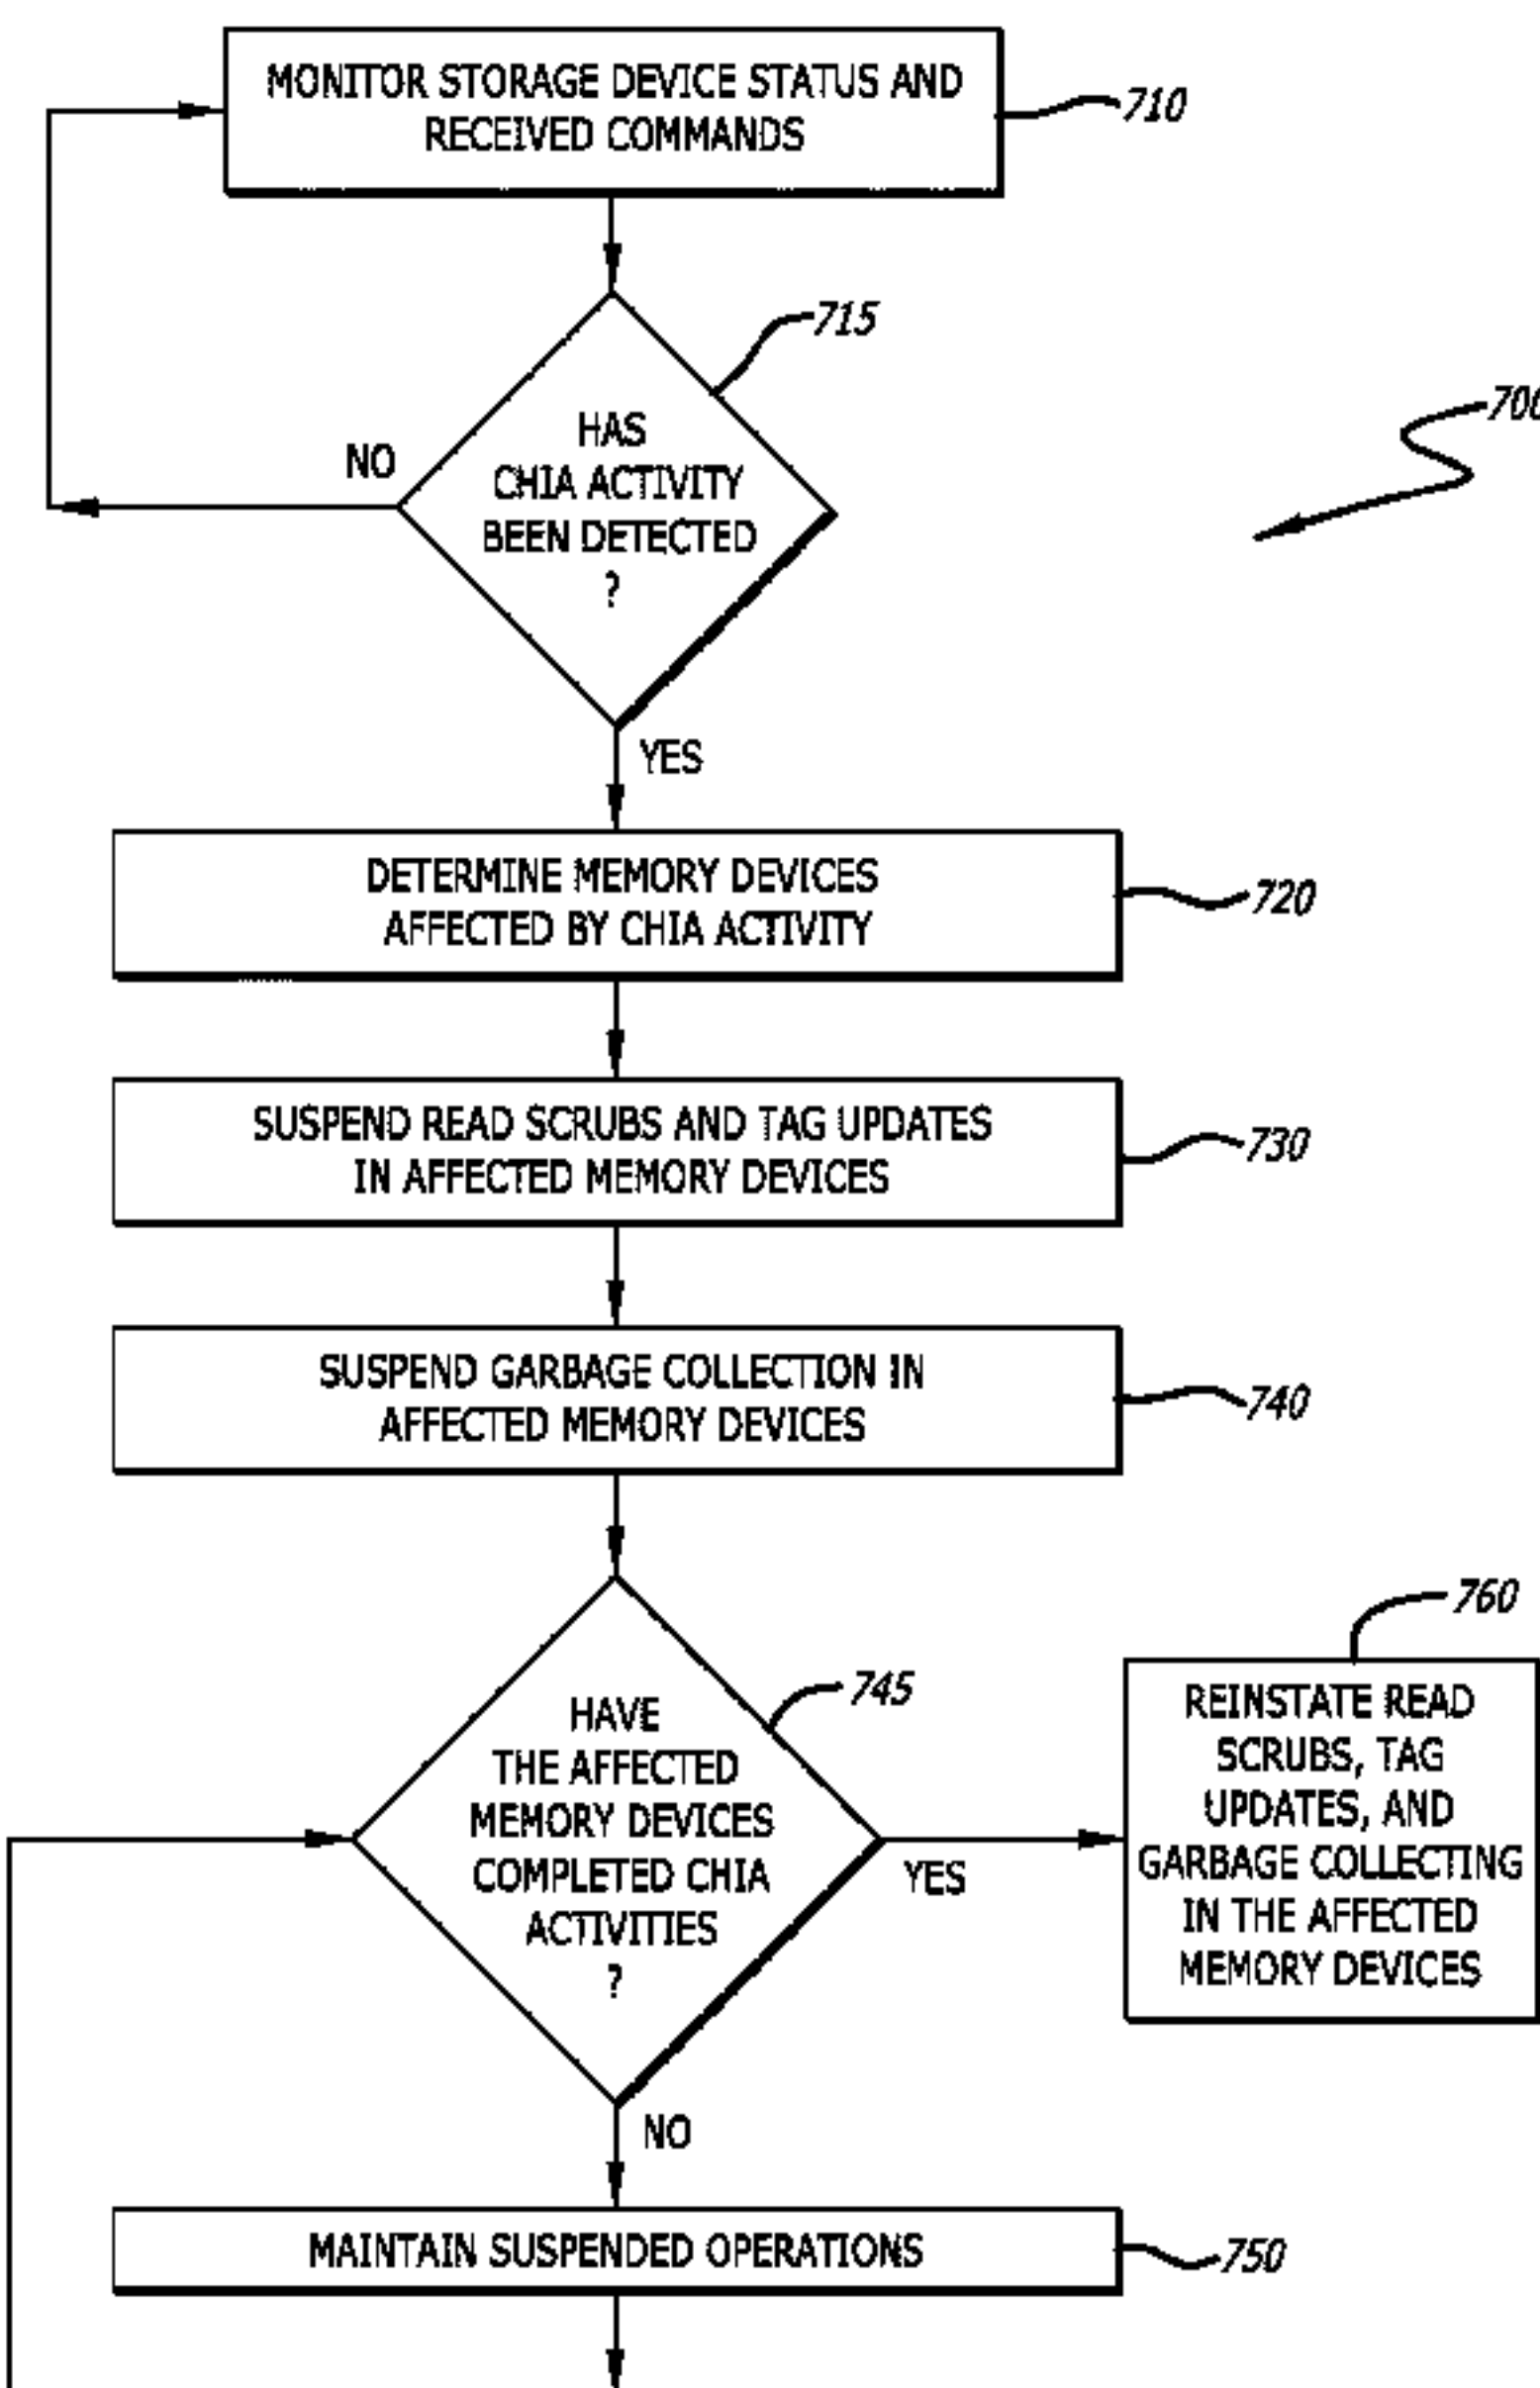 MONITOR STORAGE DEVICE STATUS AND
RECEIVED COMMANDS
710
715
HAS
CHIA ACTIVITY
BEEN DETECTED
?
NO
700
YES
DETERMINE MEMORY DEVICES
AFFECTED BY CHIA ACTIVITY
720
SUSPEND READ SCRUBS AND TAG UPDATES
IN AFFECTED MEMORY DEVICES
730
SUSPEND GARBAGE COLLECTION IN
AFFECTED MEMORY DEVICES
740
745
HAVE
THE AFFECTED
MEMORY DEVICES
COMPLETED CHIA
ACTIVITIES
?
YES
760
REINSTATE READ
SCRUBS, TAG
UPDATES, AND
GARBAGE COLLECTING
IN THE AFFECTED
MEMORY DEVICES
NO
MAINTAIN SUSPENDED OPERATIONS
750